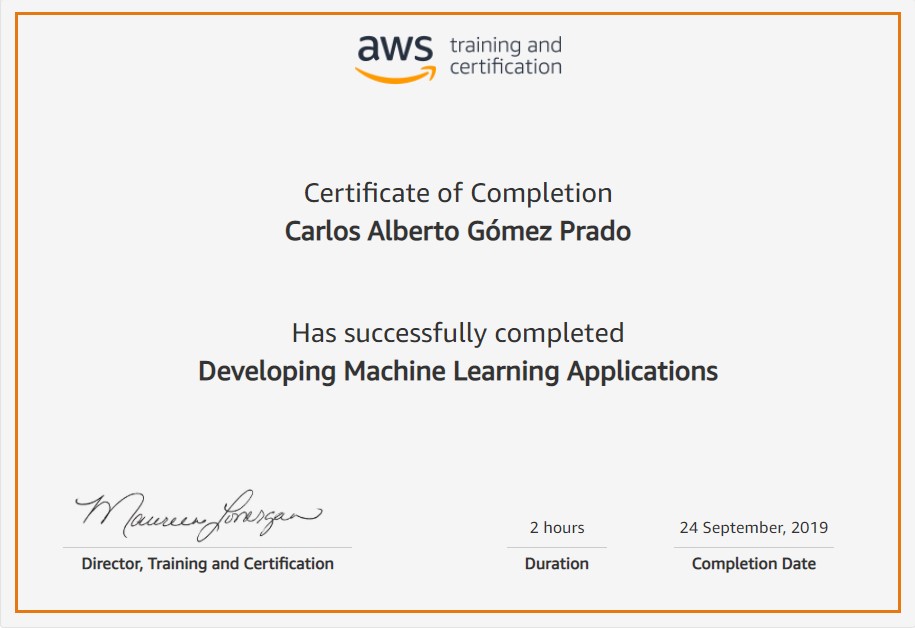 aws training and
certification
Certificate of Completion
Carlos Alberto Gómez Prado
Has successfully completed
Developing Machine Learning Applications
Maureen Lonergan
2 hours
24 September, 2019
Director, Training and Certification
Duration
Completion Date